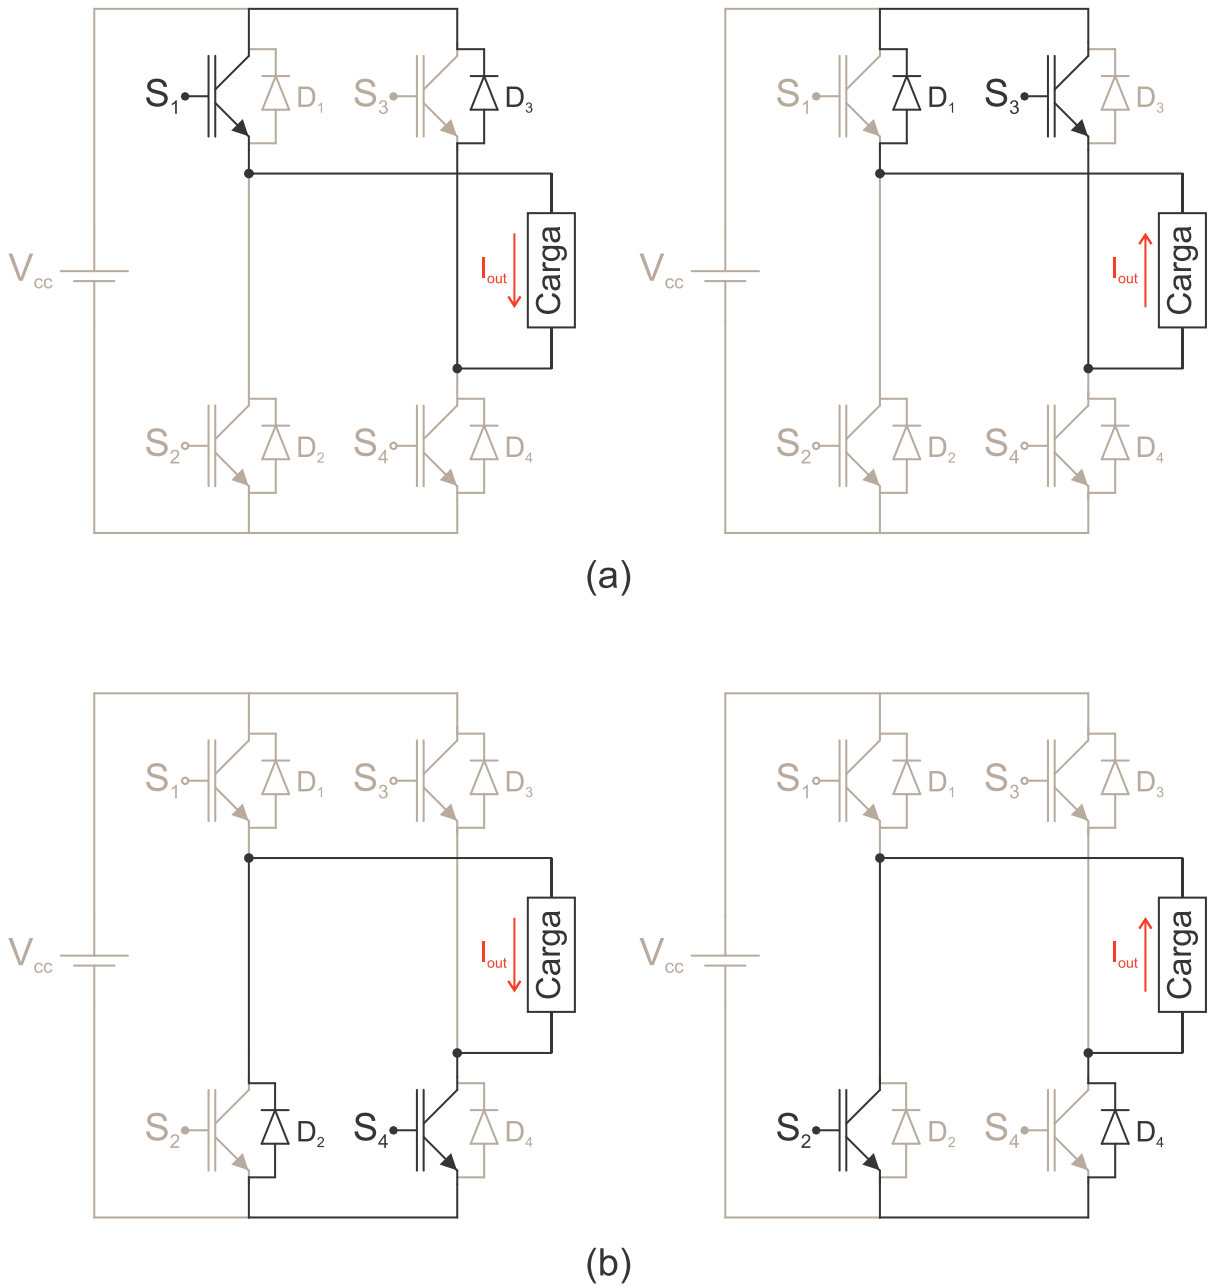 S1 D1 S3 D3 S1 D1 S3 D3
Vcc Iout Carga Vcc Iout Carga
S2 D2 S4 D4 S2 D2 S4 D4
(a)
S1 D1 S3 D3 S1 D1 S3 D3
Vcc Iout Carga Vcc Iout Carga
S2 D2 S4 D4 S2 D2 S4 D4
(b)